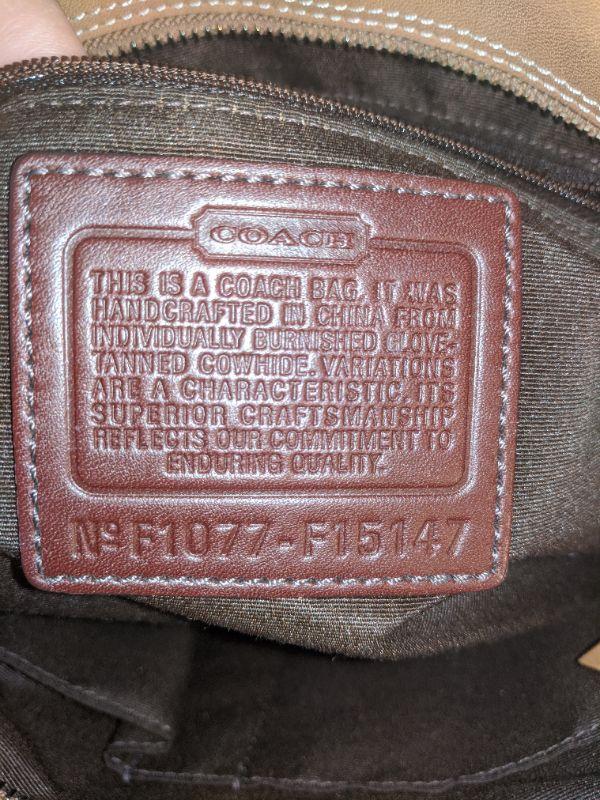 COACH
THIS IS A COACH BAG. IT WAS
HANDCRAFTED IN CHINA FROM
INDIVIDUALLY BURNISHED GLOVE-
TANNED COWHIDE. VARIATIONS
ARE A CHARACTERISTIC. ITS
SUPERIOR CRAFTSMANSHIP
REFLECTS OUR COMMITMENT TO
ENDURING QUALITY.
Nº F1077-F15147